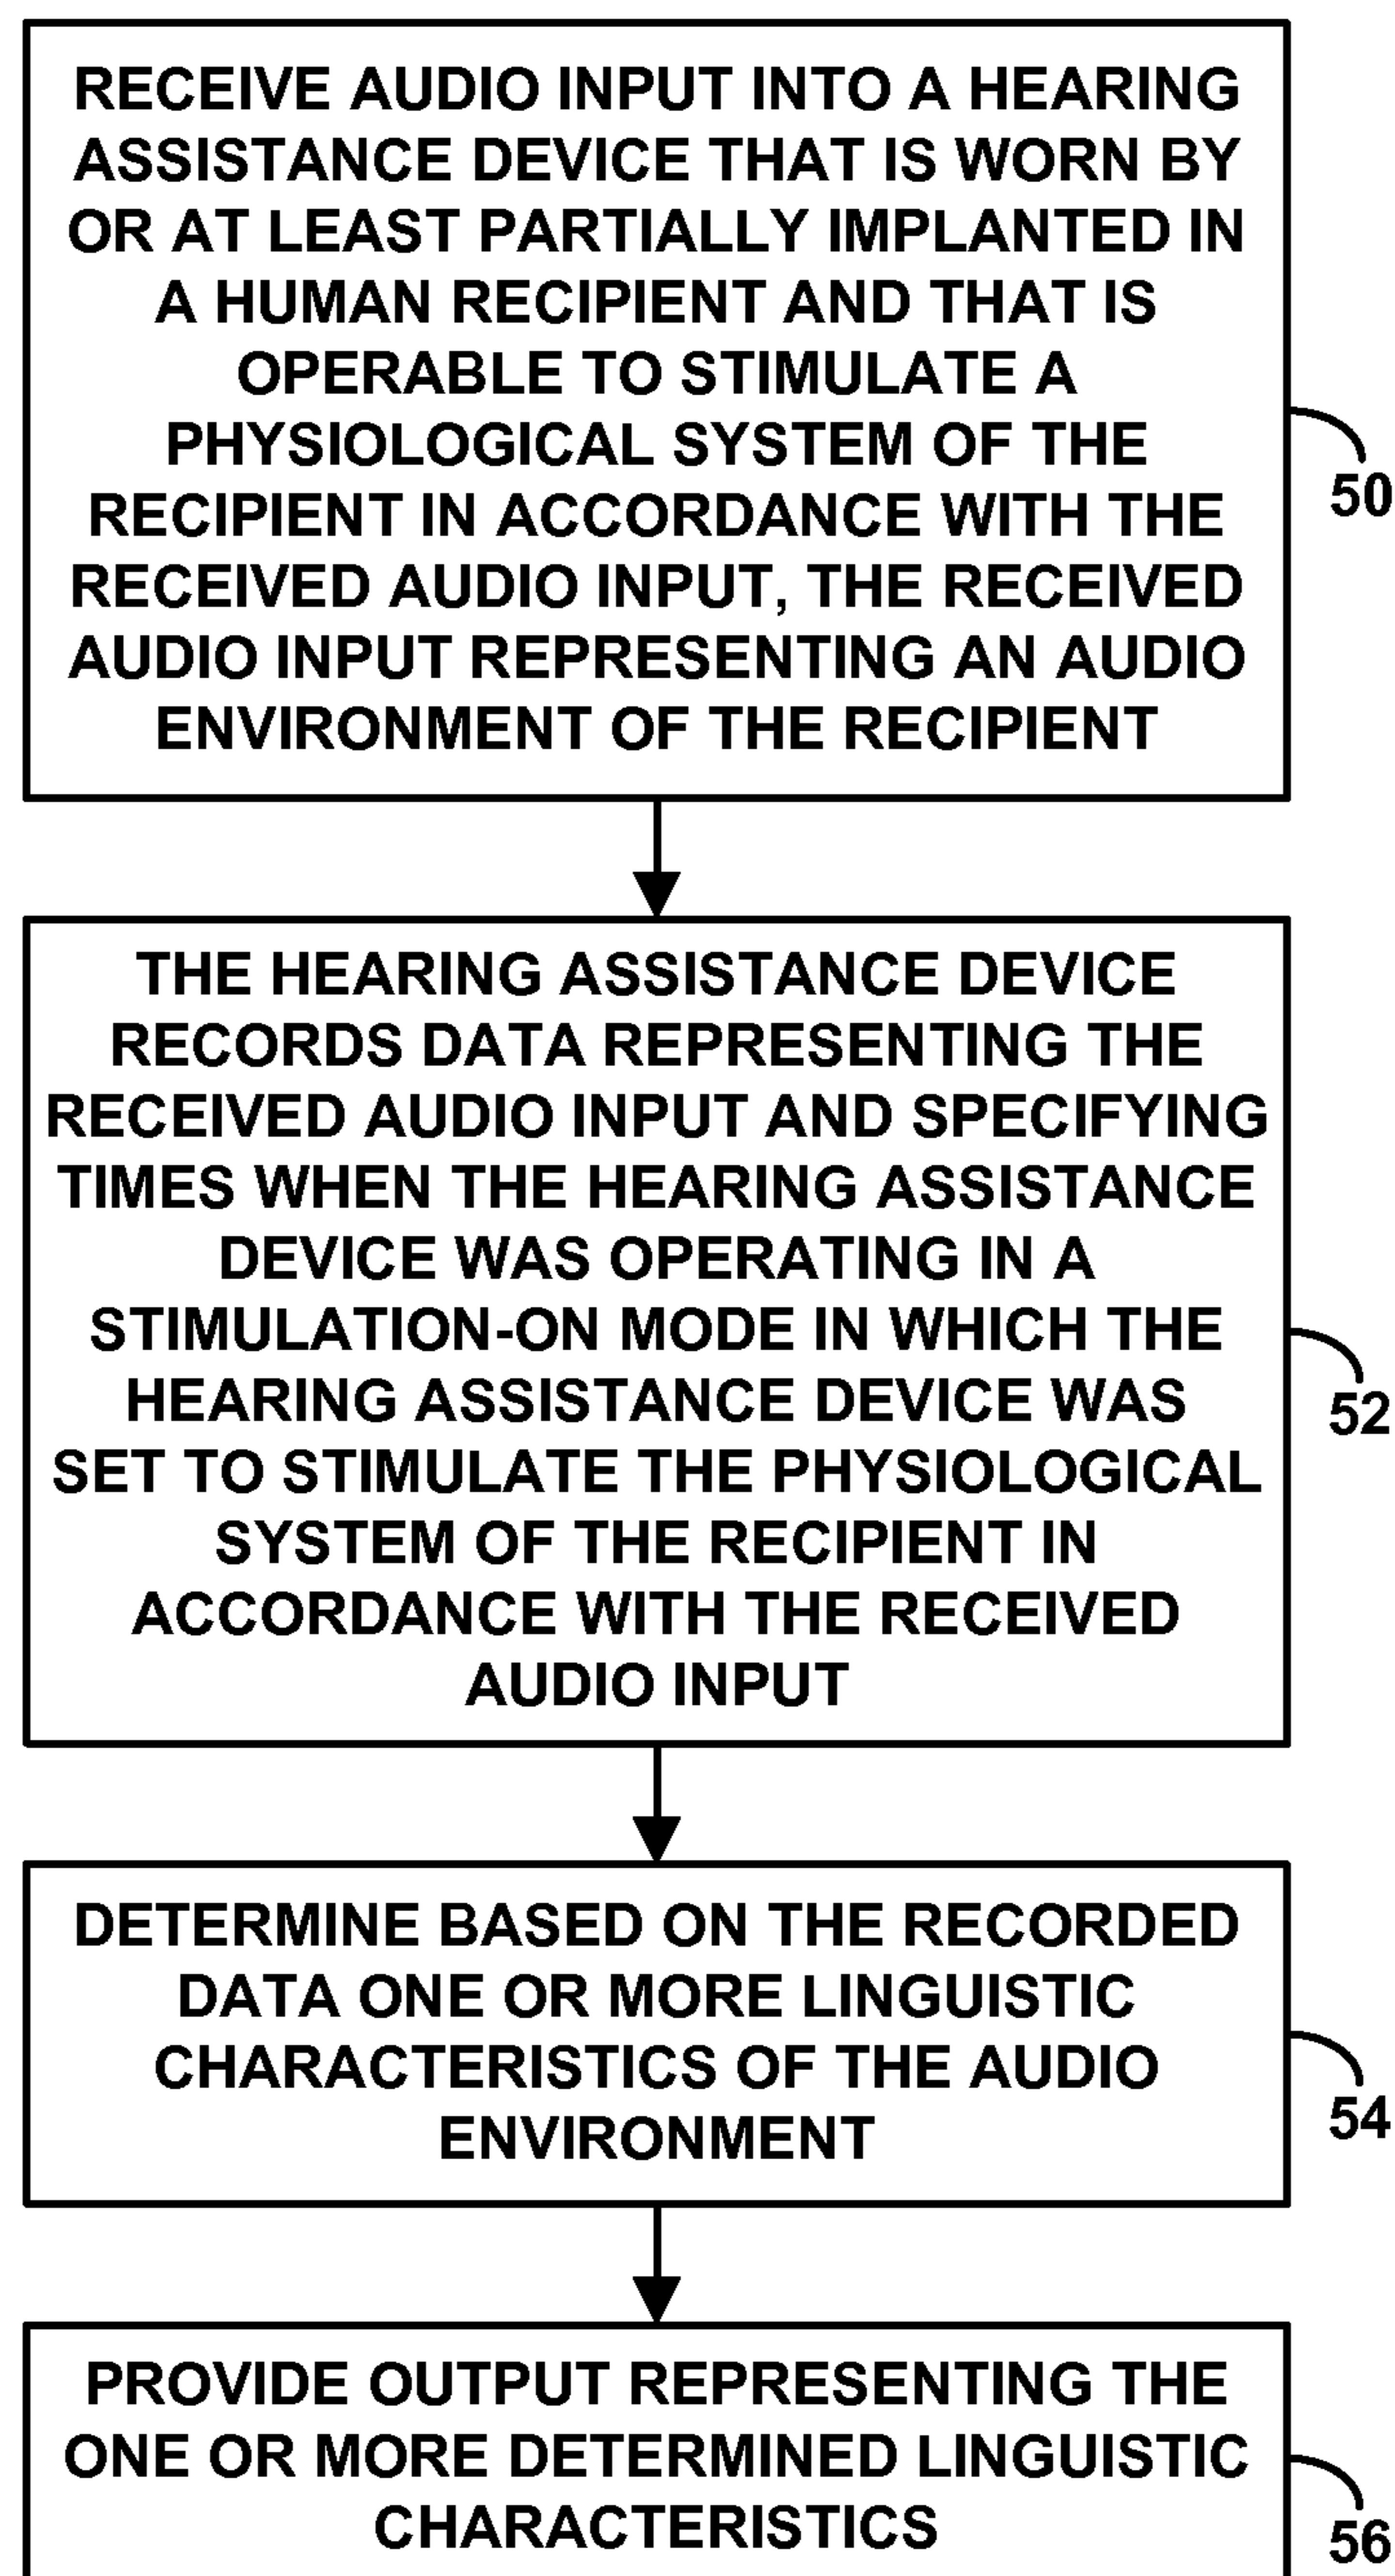 RECEIVE AUDIO INPUT INTO A HEARING
ASSISTANCE DEVICE THAT IS WORN BY
OR AT LEAST PARTIALLY IMPLANTED IN
A HUMAN RECIPIENT AND THAT IS
OPERABLE TO STIMULATE A
PHYSIOLOGICAL SYSTEM OF THE
RECIPIENT IN ACCORDANCE WITH THE
RECEIVED AUDIO INPUT, THE RECEIVED
AUDIO INPUT REPRESENTING AN AUDIO
ENVIRONMENT OF THE RECIPIENT
50
THE HEARING ASSISTANCE DEVICE
RECORDS DATA REPRESENTING THE
RECEIVED AUDIO INPUT AND SPECIFYING
TIMES WHEN THE HEARING ASSISTANCE
DEVICE WAS OPERATING IN A
STIMULATION-ON MODE IN WHICH THE
HEARING ASSISTANCE DEVICE WAS
SET TO STIMULATE THE PHYSIOLOGICAL
SYSTEM OF THE RECIPIENT IN
ACCORDANCE WITH THE RECEIVED
AUDIO INPUT
52
DETERMINE BASED ON THE RECORDED
DATA ONE OR MORE LINGUISTIC
CHARACTERISTICS OF THE AUDIO
ENVIRONMENT
54
PROVIDE OUTPUT REPRESENTING THE
ONE OR MORE DETERMINED LINGUISTIC
CHARACTERISTICS
56